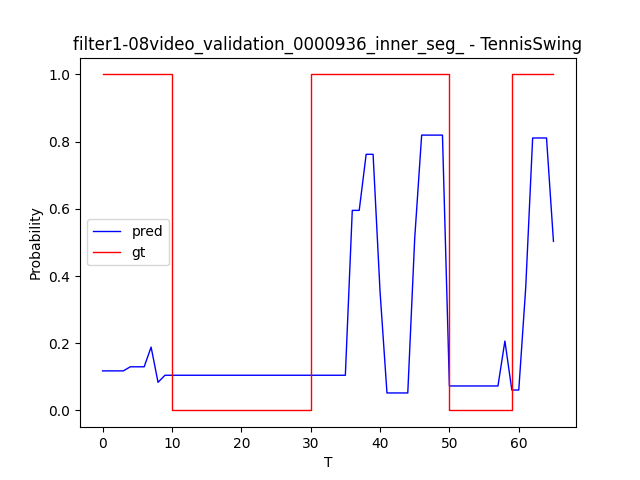 filter1-08video_validation_0000936_inner_seg_ - TennisSwing
1.0
0.8
0.6
0.4
0.2
0.0
Probability
pred
gt
0 10 20 30 40 50 60
T